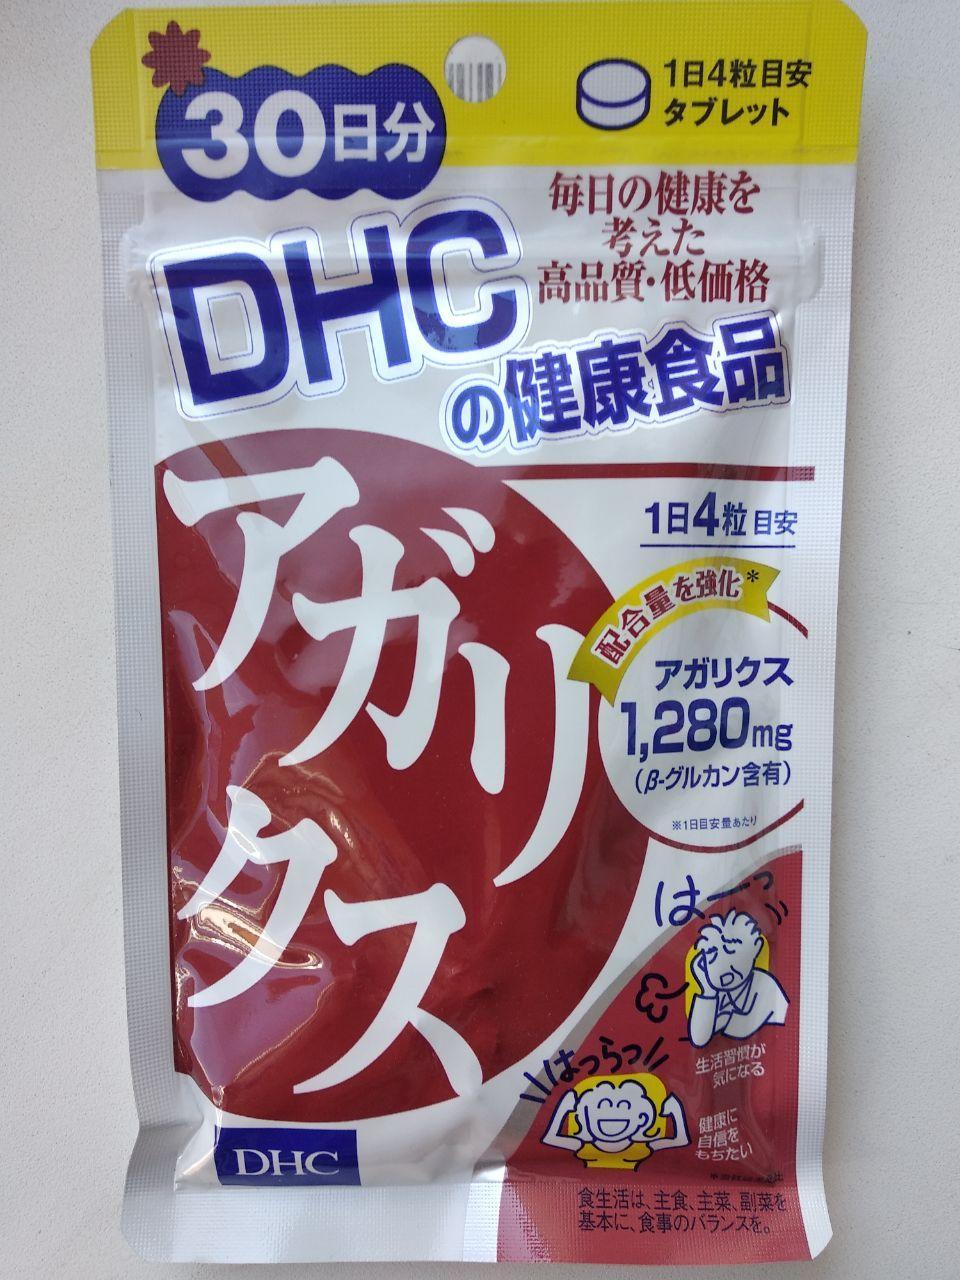 30日分
1日4粒目安
タブレット
毎日の健康を
考えた
高品質・低価格
DHC
の健康食品
アガリクス
1日4粒目安
配合量を強化*
アガリクス
1,280mg
(β-グルカン含有)
※1日目安量あたり
はーっ
生活習慣が
気になる
はつらつ
健康に
自信を
もちたい
DHC
食生活は、主食、主菜、副菜を
基本に、食事のバランスを。